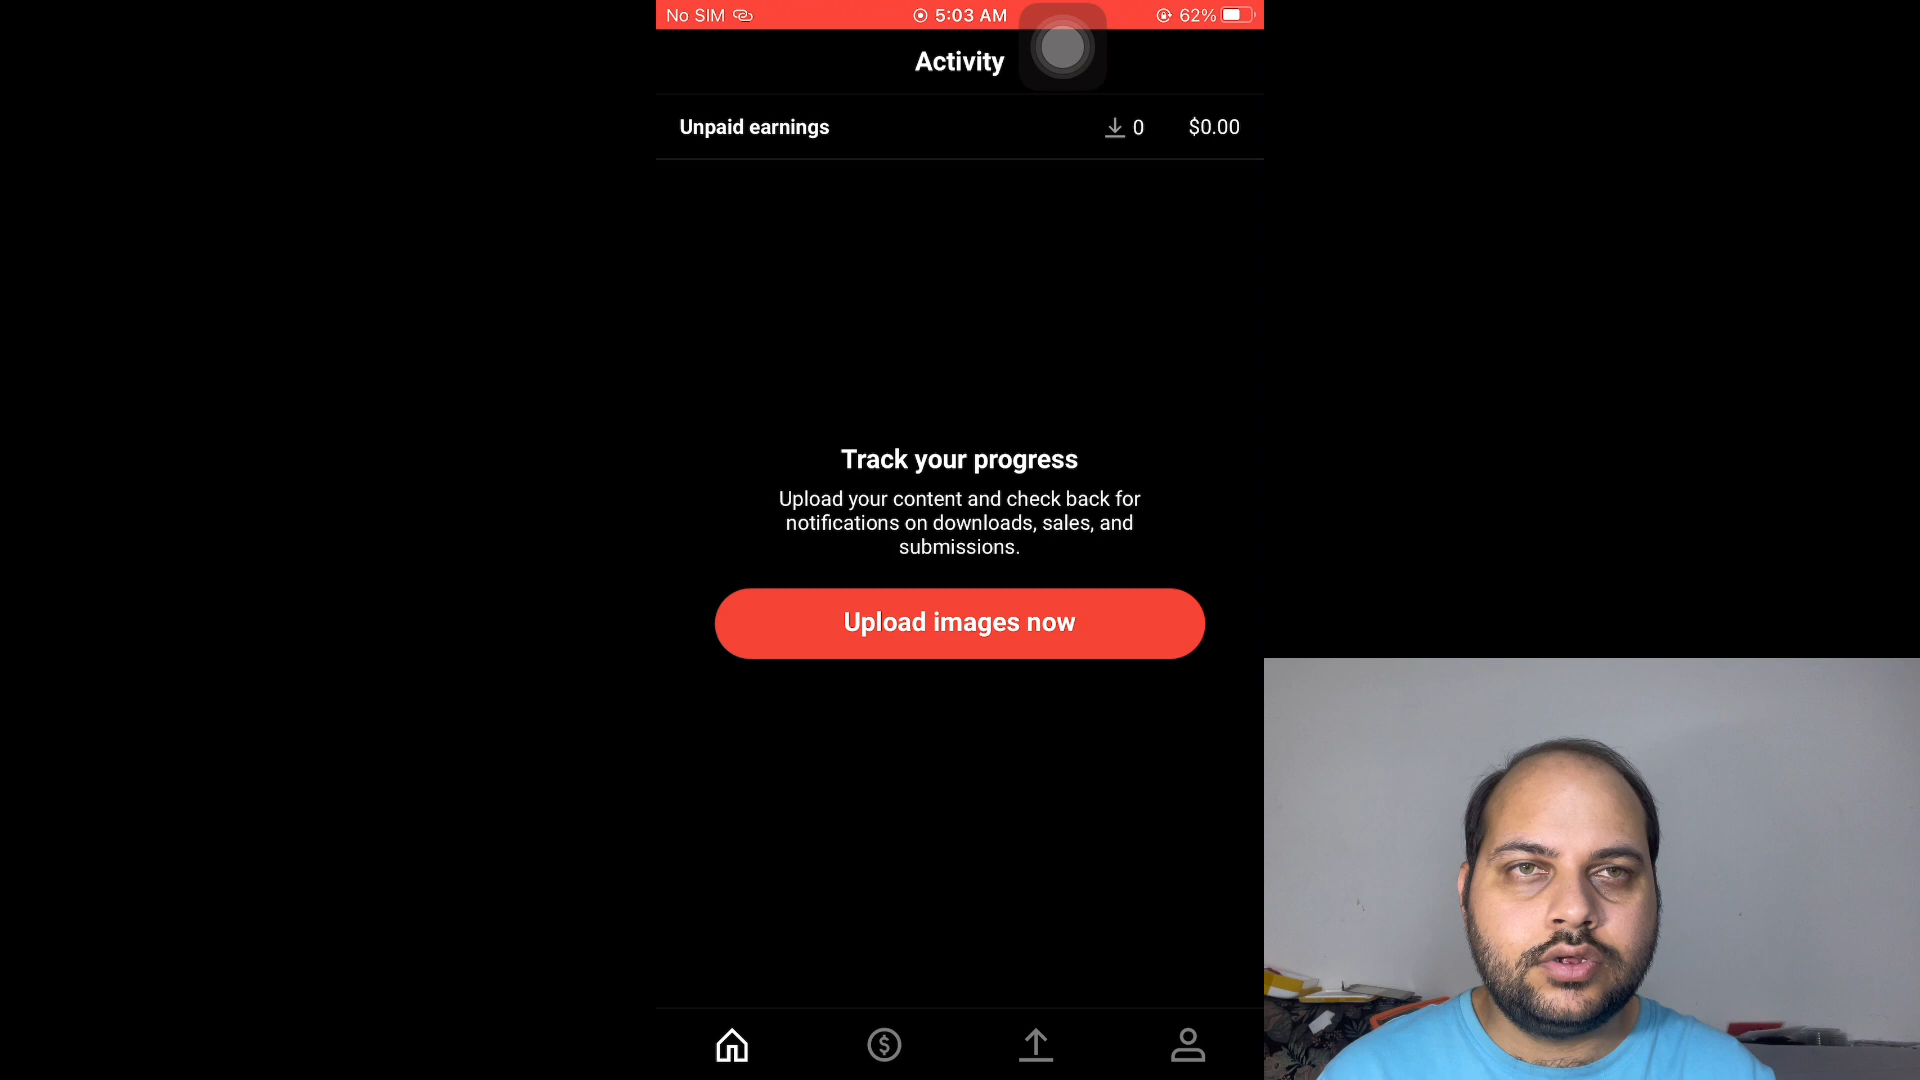 No SIM 5:03 AM 62%
Activity
Unpaid earnings 0 $0.00
Track your progress
Upload your content and check back for
notifications on downloads, sales, and
submissions.
Upload images now